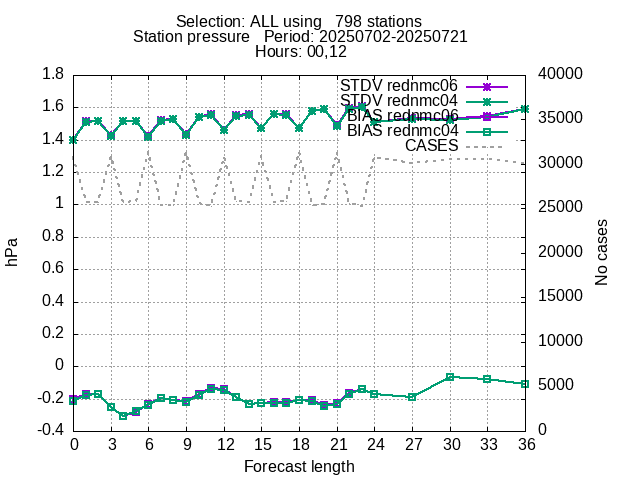 Selection: ALL using   798 stations
Station pressure   Period: 20250702-20250721
Hours: 00,12
STDV rednmc06
STDV rednmc04
BIAS rednmc06
BIAS rednmc04
CASES
1.8
1.6
1.4
1.2
1
0.8
0.6
0.4
0.2
0
-0.2
-0.4
hPa
40000
35000
30000
25000
20000
15000
10000
5000
0
No cases
0 3 6 9 12 15 18 21 24 27 30 33 36
Forecast length